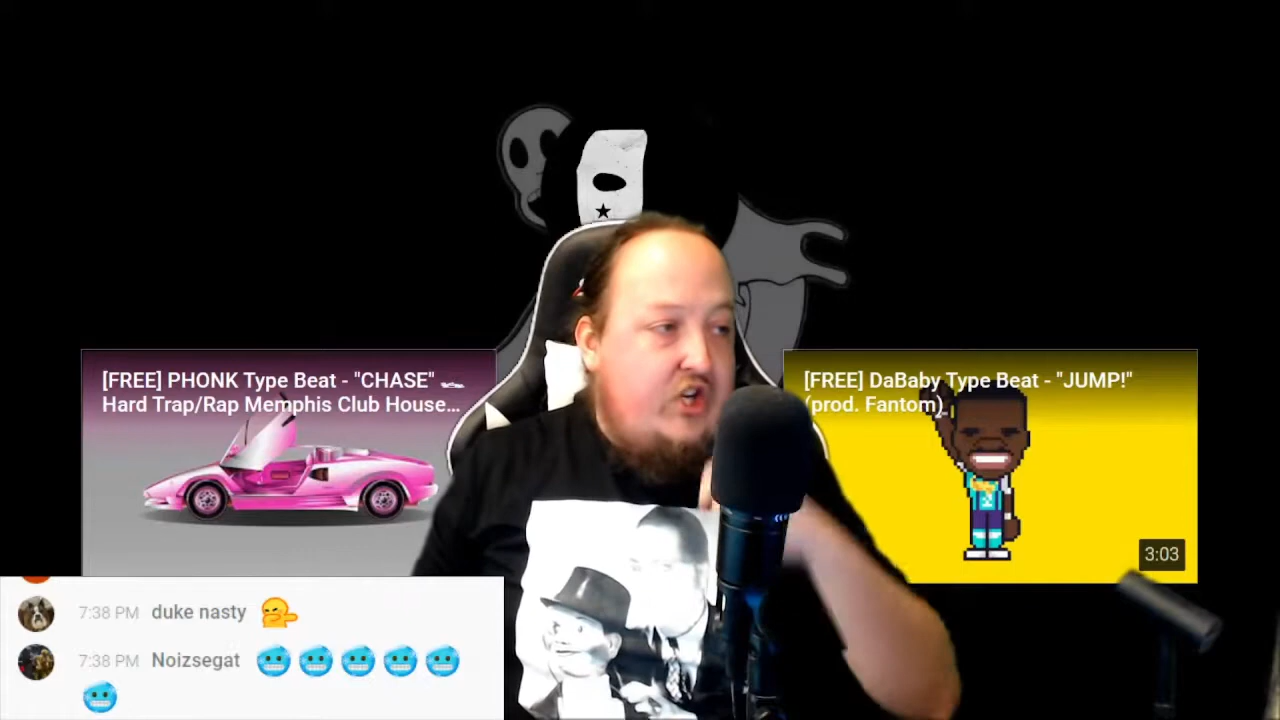 [FREE] PHONK Type Beat - "CHASE"
Hard Trap/Rap Memphis Club House...
[FREE] DaBaby Type Beat - "JUMP!"
(prod. Fantom)
3:03
7:38 PM duke nasty
7:38 PM Noizsegat